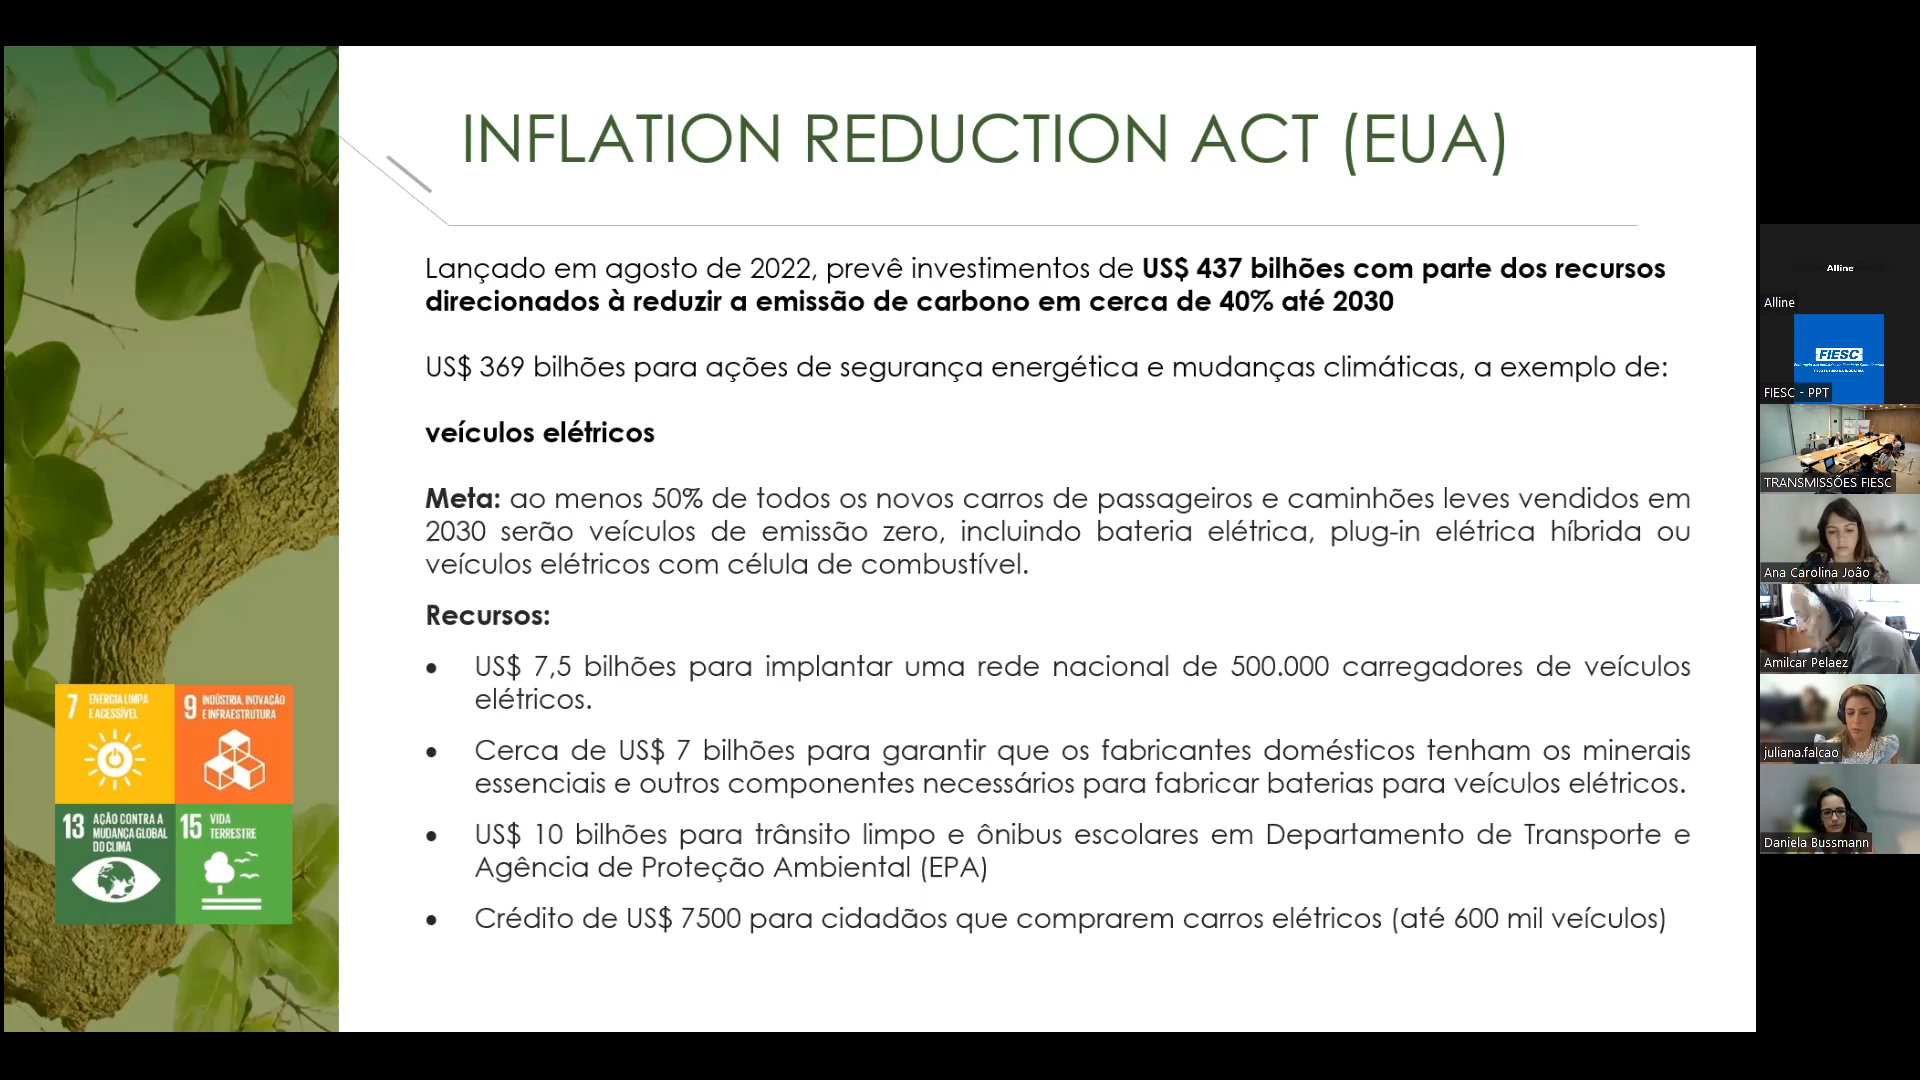 INFLATION REDUCTION ACT (EUA)
Lançado em agosto de 2022, prevê investimentos de US$ 437 bilhões com parte dos recursos
direcionados à reduzir a emissão de carbono em cerca de 40% até 2030
US$ 369 bilhões para ações de segurança energética e mudanças climáticas, a exemplo de:
veículos elétricos
Meta: ao menos 50% de todos os novos carros de passageiros e caminhões leves vendidos em
2030 serão veículos de emissão zero, incluindo bateria elétrica, plug-in elétrica híbrida ou
veículos elétricos com célula de combustível.
Recursos:
• US$ 7,5 bilhões para implantar uma rede nacional de 500.000 carregadores de veículos
elétricos.
• Cerca de US$ 7 bilhões para garantir que os fabricantes domésticos tenham os minerais
essenciais e outros componentes necessários para fabricar baterias para veículos elétricos.
• US$ 10 bilhões para trânsito limpo e ônibus escolares em Departamento de Transporte e
Agência de Proteção Ambiental (EPA)
• Crédito de US$ 7500 para cidadãos que comprarem carros elétricos (até 600 mil veículos)
7 ENERGIA LIMPA
E ACESSÍVEL
9 INDÚSTRIA, INOVAÇÃO
E INFRAESTRUTURA
13 AÇÃO CONTRA A
MUDANÇA GLOBAL
DO CLIMA
15 VIDA
TERRESTRE
Alline
Alline
FIESC
FIESC - PPT
TRANSMISSÕES FIESC
Ana Carolina João
Amilcar Pelaez
juliana.falcao
Daniela Bussmann